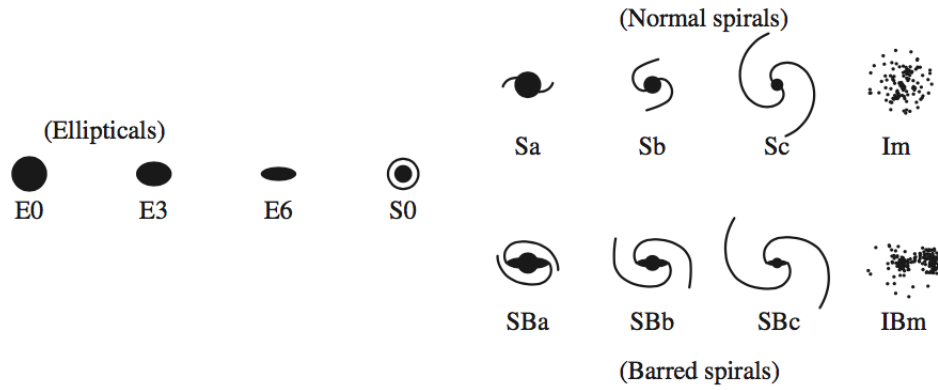 (Normal spirals)
Sa Sb Sc Im
(Ellipticals)
E0 E3 E6 S0
SBa SBb SBc IBm
(Barred spirals)